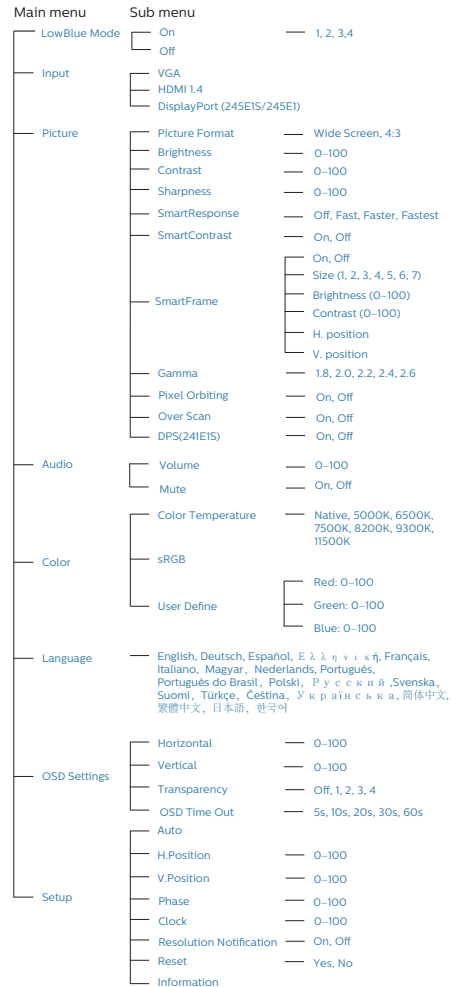 Main menu Sub menu
LowBlue Mode On 1, 2, 3,4
Off
Input VGA
HDMI 1.4
DisplayPort (245E1S/245E1)
Picture Picture Format Wide Screen, 4:3
Brightness 0-100
Contrast 0-100
Sharpness 0-100
SmartResponse Off, Fast, Faster, Fastest
SmartContrast On, Off
On, Off
Size (1, 2, 3, 4, 5, 6, 7)
SmartFrame Brightness (0-100)
Contrast (0-100)
H. position
V. position
Gamma 1.8, 2.0, 2.2, 2.4, 2.6
Pixel Orbiting On, Off
Over Scan On, Off
DPS(241E1S) On, Off
Audio Volume 0-100
Mute On, Off
Color Temperature Native, 5000K, 6500K,
7500K, 8200K, 9300K,
11500K
Color sRGB
Red: 0-100
User Define Green: 0-100
Blue: 0-100
Language English, Deutsch, Español, Ελληνική, Français,
Italiano, Magyar, Nederlands, Português,
Português do Brasil, Polski, Русский ,Svenska,
Suomi, Türkçe, Čeština, Українська, 简体中文,
繁體中文, 日本語, 한국어
Horizontal 0-100
Vertical 0-100
OSD Settings Transparency Off, 1, 2, 3, 4
OSD Time Out 5s, 10s, 20s, 30s, 60s
Auto
H.Position 0-100
V.Position 0-100
Setup Phase 0-100
Clock 0-100
Resolution Notification On, Off
Reset Yes, No
Information